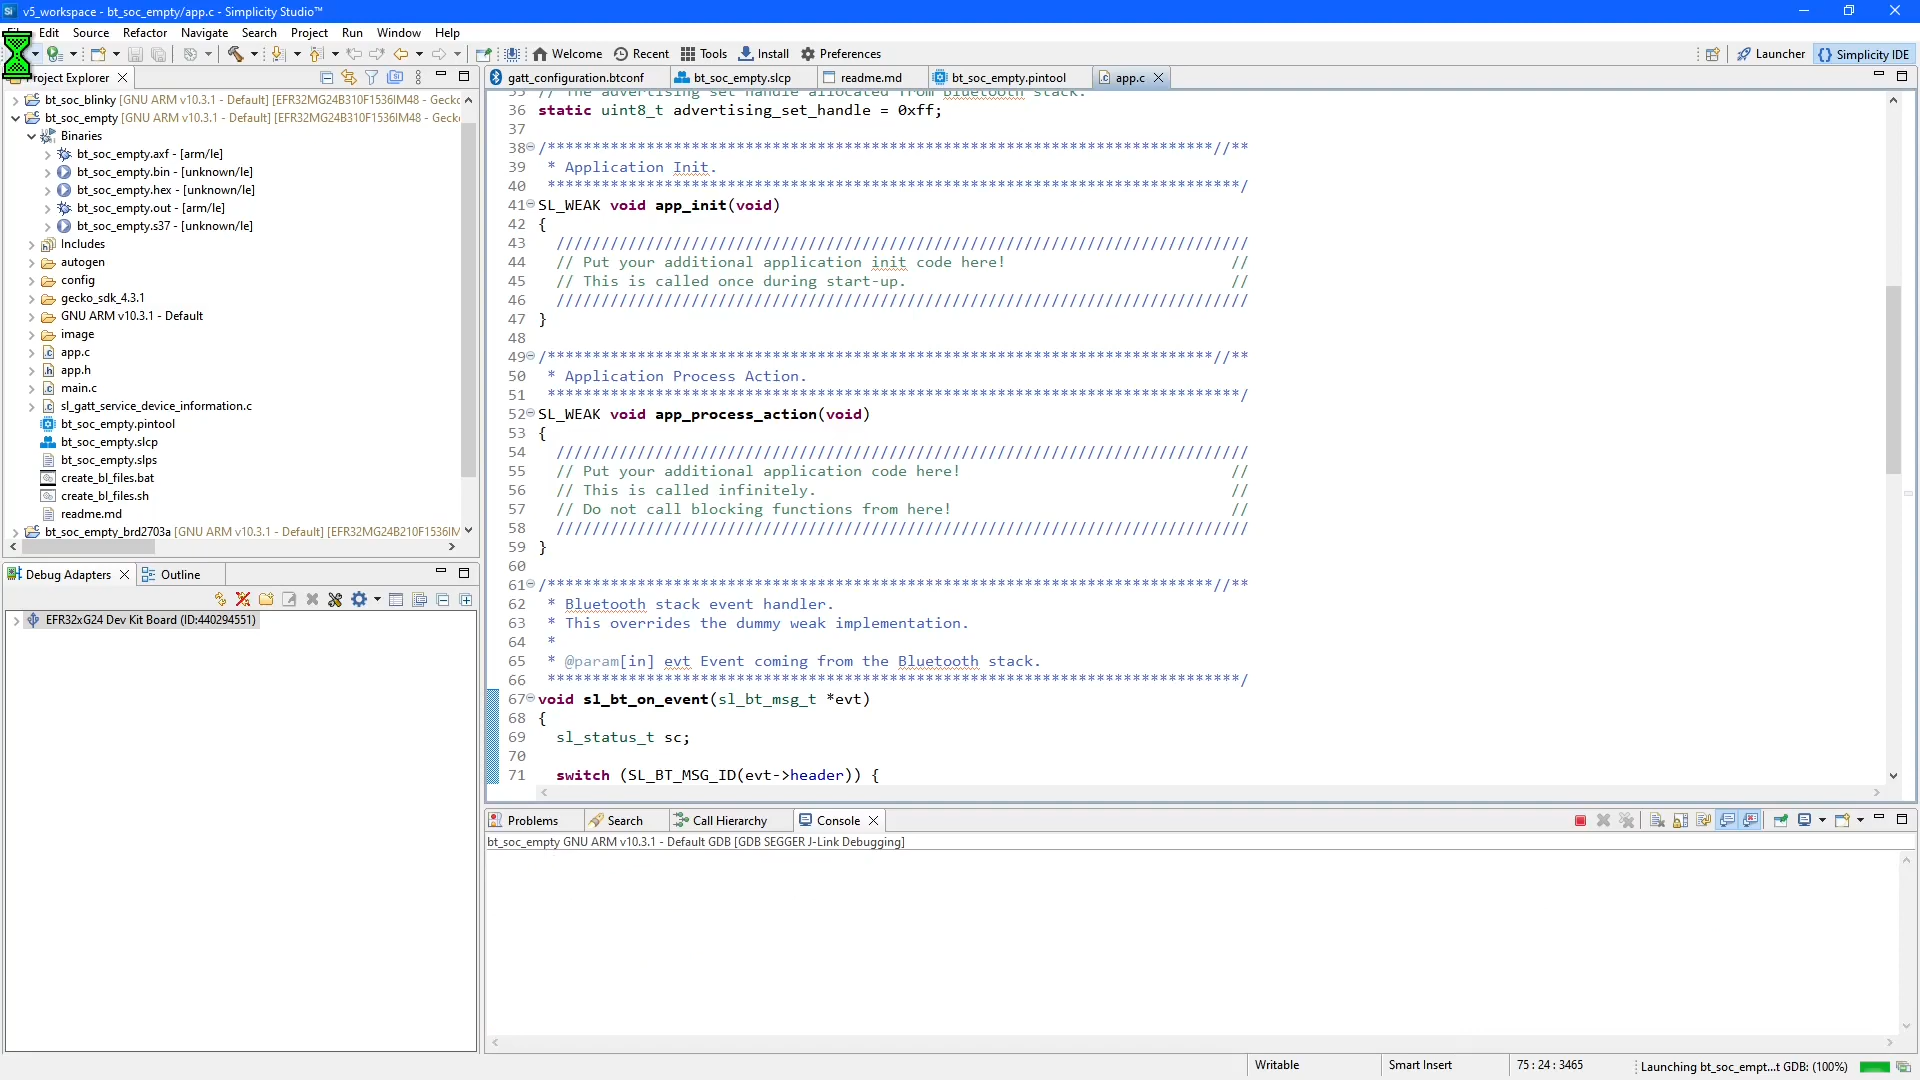 v5_workspace - bt_soc_empty/app.c - Simplicity Studio™
Edit Source Refactor Navigate Search Project Run Window Help
Welcome Recent Tools Install Preferences
Launcher Simplicity IDE
Project Explorer
bt_soc_blinky [GNU ARM v10.3.1 - Default] [EFR32MG24B310F1536IM48 - Gecko
bt_soc_empty [GNU ARM v10.3.1 - Default] [EFR32MG24B310F1536IM48 - Gecko
Binaries
bt_soc_empty.axf - [arm/le]
bt_soc_empty.bin - [unknown/le]
bt_soc_empty.hex - [unknown/le]
bt_soc_empty.out - [arm/le]
bt_soc_empty.s37 - [unknown/le]
Includes
autogen
config
gecko_sdk_4.3.1
GNU ARM v10.3.1 - Default
image
app.c
app.h
main.c
sl_gatt_service_device_information.c
bt_soc_empty.pintool
bt_soc_empty.slcp
bt_soc_empty.slps
create_bl_files.bat
create_bl_files.sh
readme.md
bt_soc_empty_brd2703a [GNU ARM v10.3.1 - Default] [EFR32MG24B210F1536IM
Debug Adapters Outline
EFR32xG24 Dev Kit Board (ID:440294551)
gatt_configuration.btconf bt_soc_empty.slcp readme.md bt_soc_empty.pintool app.c
35 // The advertising set handle allocated from Bluetooth stack.
36 static uint8_t advertising_set_handle = 0xff;
37
38 /**************************************************************************//**
39 * Application Init.
40 *****************************************************************************/
41 SL_WEAK void app_init(void)
42 {
43 /////////////////////////////////////////////////////////////////////////////
44 // Put your additional application init code here! //
45 // This is called once during start-up. //
46 /////////////////////////////////////////////////////////////////////////////
47 }
48
49 /**************************************************************************//**
50 * Application Process Action.
51 *****************************************************************************/
52 SL_WEAK void app_process_action(void)
53 {
54 /////////////////////////////////////////////////////////////////////////////
55 // Put your additional application code here! //
56 // This is called infinitely. //
57 // Do not call blocking functions from here! //
58 /////////////////////////////////////////////////////////////////////////////
59 }
60
61 /**************************************************************************//**
62 * Bluetooth stack event handler.
63 * This overrides the dummy weak implementation.
64 *
65 * @param[in] evt Event coming from the Bluetooth stack.
66 *****************************************************************************/
67 void sl_bt_on_event(sl_bt_msg_t *evt)
68 {
69 sl_status_t sc;
70
71 switch (SL_BT_MSG_ID(evt->header)) {
Problems Search Call Hierarchy Console
bt_soc_empty GNU ARM v10.3.1 - Default GDB [GDB SEGGER J-Link Debugging]
Writable Smart Insert 75 : 24 : 3465 Launching bt_soc_empt...t GDB: (100%)